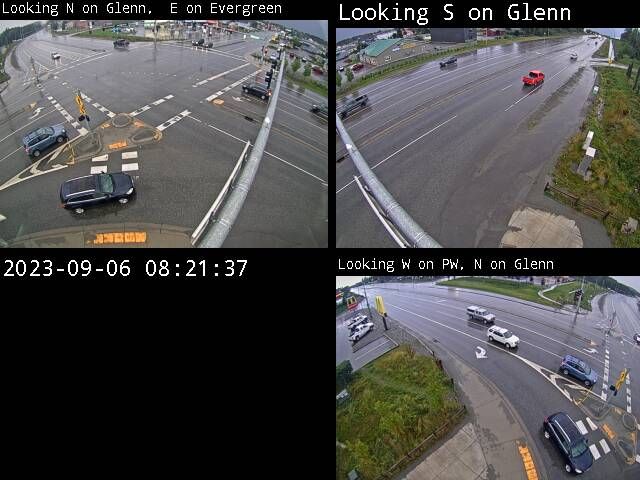 Looking N on Glenn, E on Evergreen
Looking S on Glenn
2023-09-06 08:21:37
Looking W on PW, N on Glenn